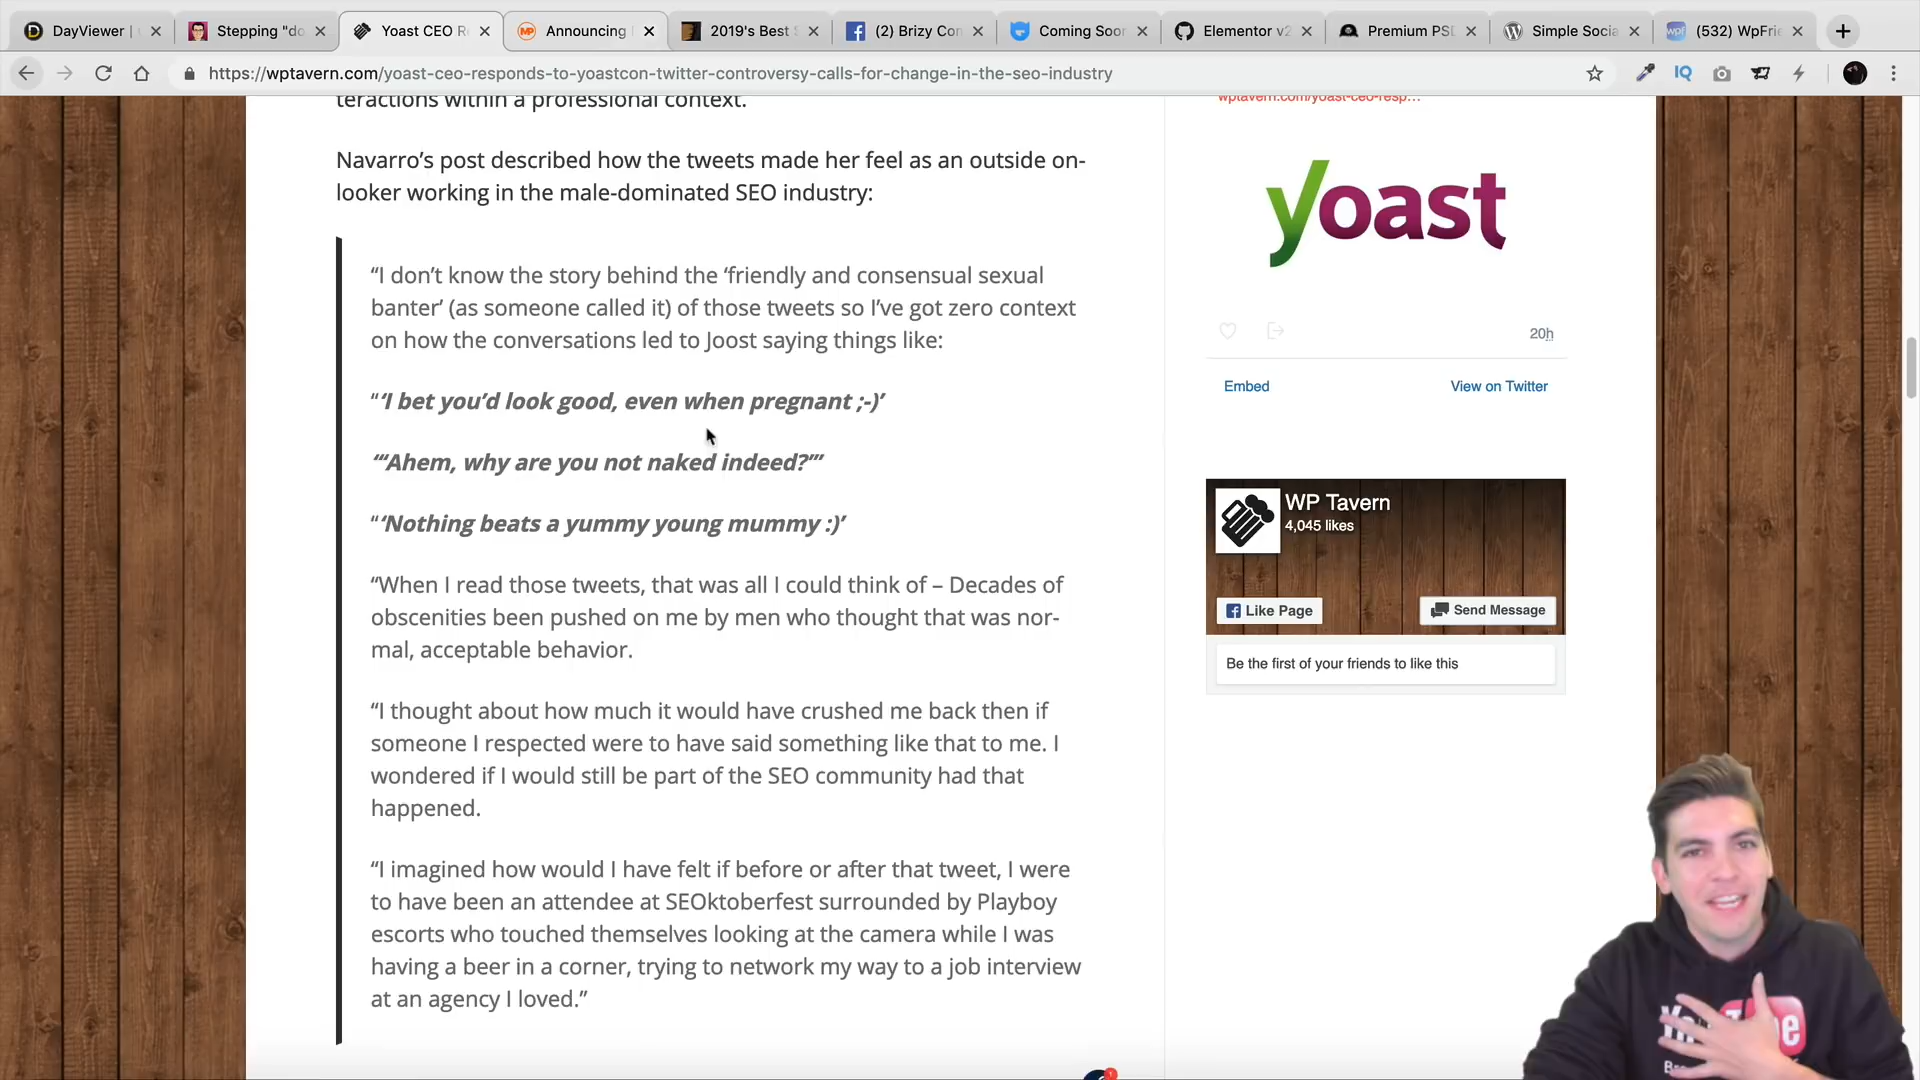 DayViewer |
Stepping "do
Yoast CEO R
Announcing
2019's Best S
(2) Brizy Con
Coming Soon
Elementor v2
Premium PSD
Simple Socia
(532) WpFrie
https://wptavern.com/yoast-ceo-responds-to-yoastcon-twitter-controversy-calls-for-change-in-the-seo-industry
teractions within a professional context.
Navarro’s post described how the tweets made her feel as an outside on-
looker working in the male-dominated SEO industry:
“I don’t know the story behind the ‘friendly and consensual sexual
banter’ (as someone called it) of those tweets so I’ve got zero context
on how the conversations led to Joost saying things like:
“‘I bet you’d look good, even when pregnant ;-)’
“‘Ahem, why are you not naked indeed?’”
“‘Nothing beats a yummy young mummy :)’
“When I read those tweets, that was all I could think of – Decades of
obscenities been pushed on me by men who thought that was nor-
mal, acceptable behavior.
“I thought about how much it would have crushed me back then if
someone I respected were to have said something like that to me. I
wondered if I would still be part of the SEO community had that
happened.
“I imagined how would I have felt if before or after that tweet, I were
to have been an attendee at SEOktoberfest surrounded by Playboy
escorts who touched themselves looking at the camera while I was
having a beer in a corner, trying to network my way to a job interview
at an agency I loved.”
wptavern.com/yoast-ceo-resp…
yoast
20h
Embed
View on Twitter
WP Tavern
4,045 likes
Like Page
Send Message
Be the first of your friends to like this